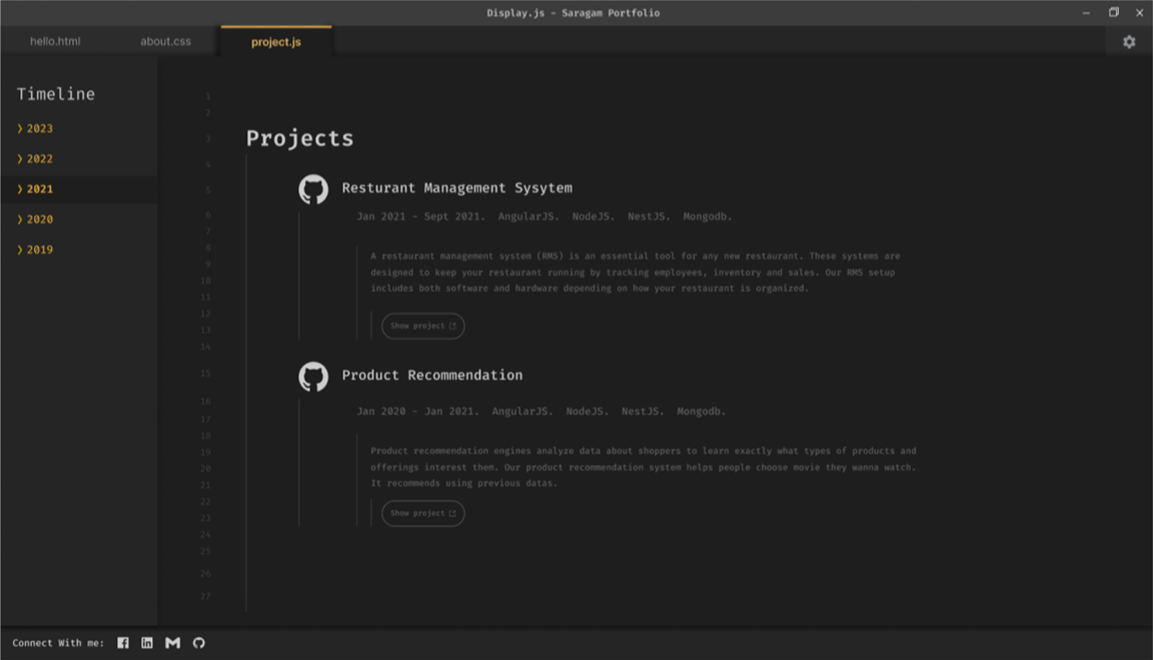 Display.js - Saragam Portfolio
hello.html
about.css
project.js
Timeline
❯ 2023
❯ 2022
❯ 2021
❯ 2020
❯ 2019
1
2
3
4
5
6
7
8
9
10
11
12
13
14
15
16
17
18
19
20
21
22
23
24
25
26
27
Projects
Resturant Management Sysytem
Jan 2021 - Sept 2021. AngularJS. NodeJS. NestJS. Mongodb.
A restaurant management system (RMS) is an essential tool for any new restaurant. These systems are
designed to keep your restaurant running by tracking employees, inventory and sales. Our RMS setup
includes both software and hardware depending on how your restaurant is organized.
Show project
Product Recommendation
Jan 2020 - Jan 2021. AngularJS. NodeJS. NestJS. Mongodb.
Product recommendation engines analyze data about shoppers to learn exactly what types of products and
offerings interest them. Our product recommendation system helps people choose movie they wanna watch.
It recommends using previous datas.
Show project
Connect With me: